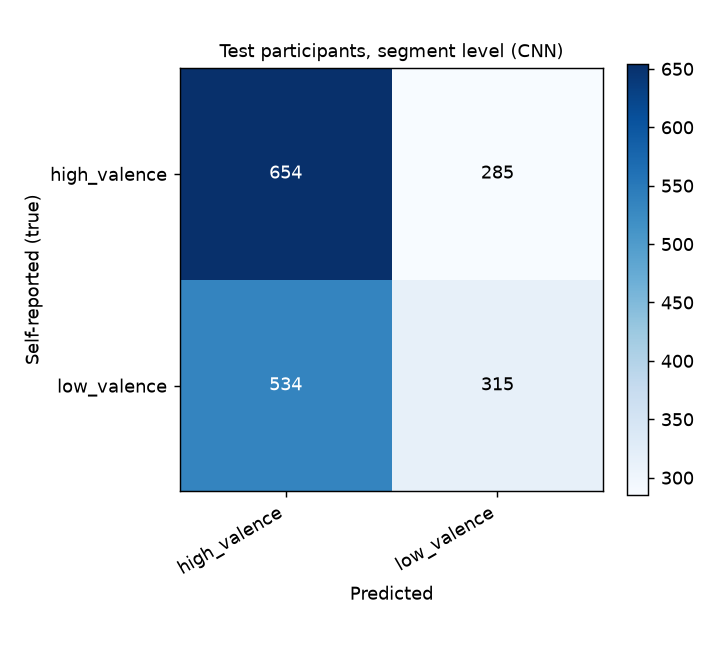 Test participants, segment level (CNN)
Self-reported (true)
high_valence
654
285
low_valence
534
315
high_valence
low_valence
Predicted
650
600
550
500
450
400
350
300